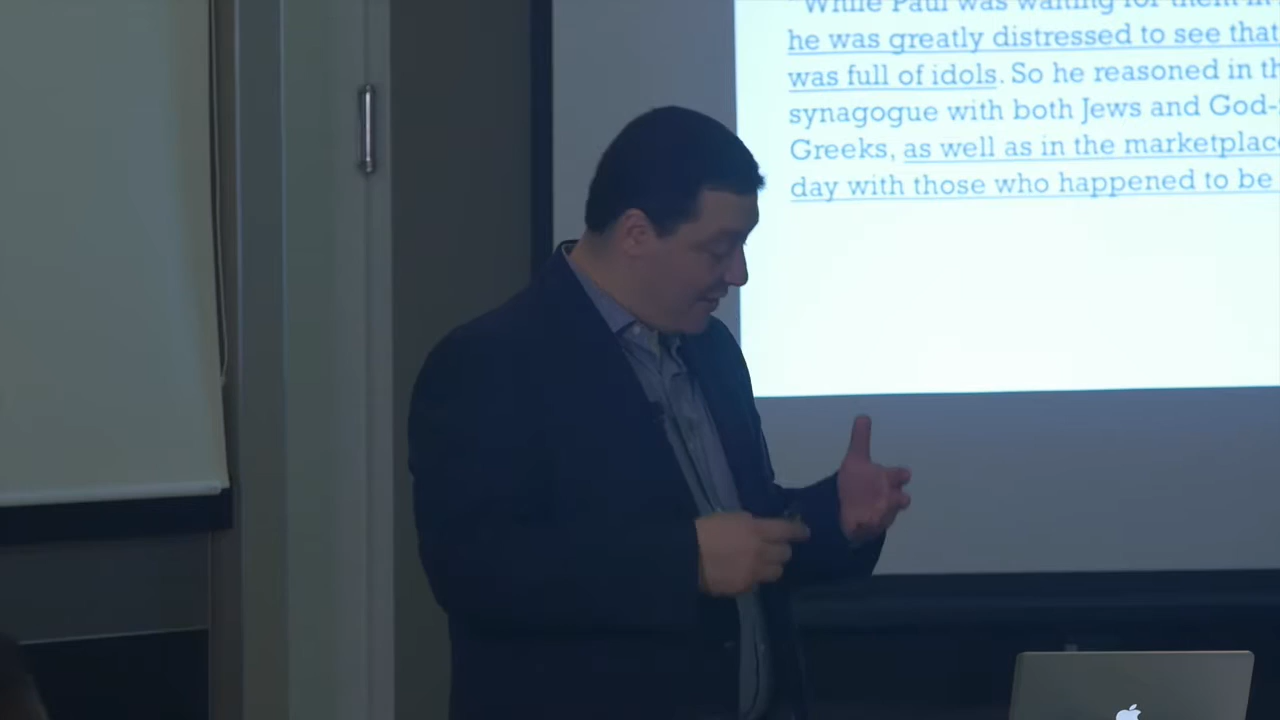 "While Paul was waiting for them in
he was greatly distressed to see that
was full of idols. So he reasoned in
synagogue with both Jews and God-
Greeks, as well as in the marketplace
day with those who happened to be